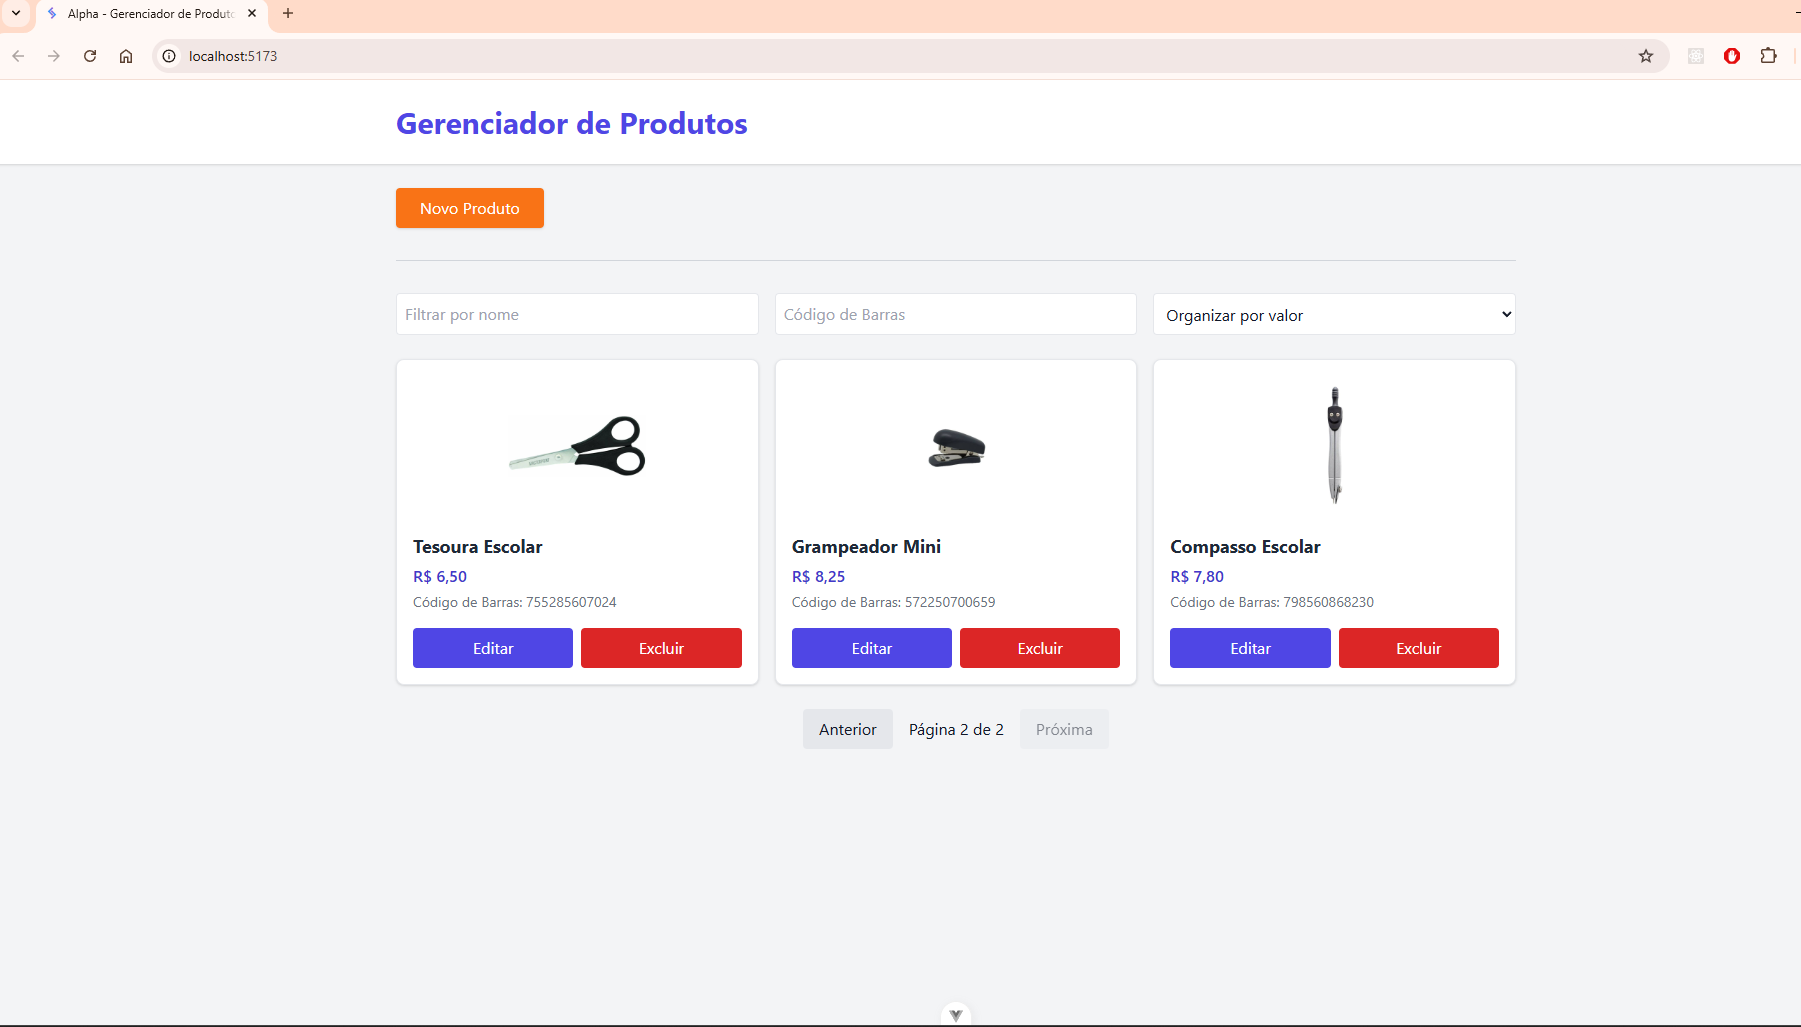 Alpha - Gerenciador de Produto
localhost:5173
Gerenciador de Produtos
Novo Produto
Filtrar por nome
Código de Barras
Organizar por valor
Tesoura Escolar
R$ 6,50
Código de Barras: 755285607024
Editar
Excluir
Grampeador Mini
R$ 8,25
Código de Barras: 572250700659
Editar
Excluir
Compasso Escolar
R$ 7,80
Código de Barras: 798560868230
Editar
Excluir
Anterior
Página 2 de 2
Próxima